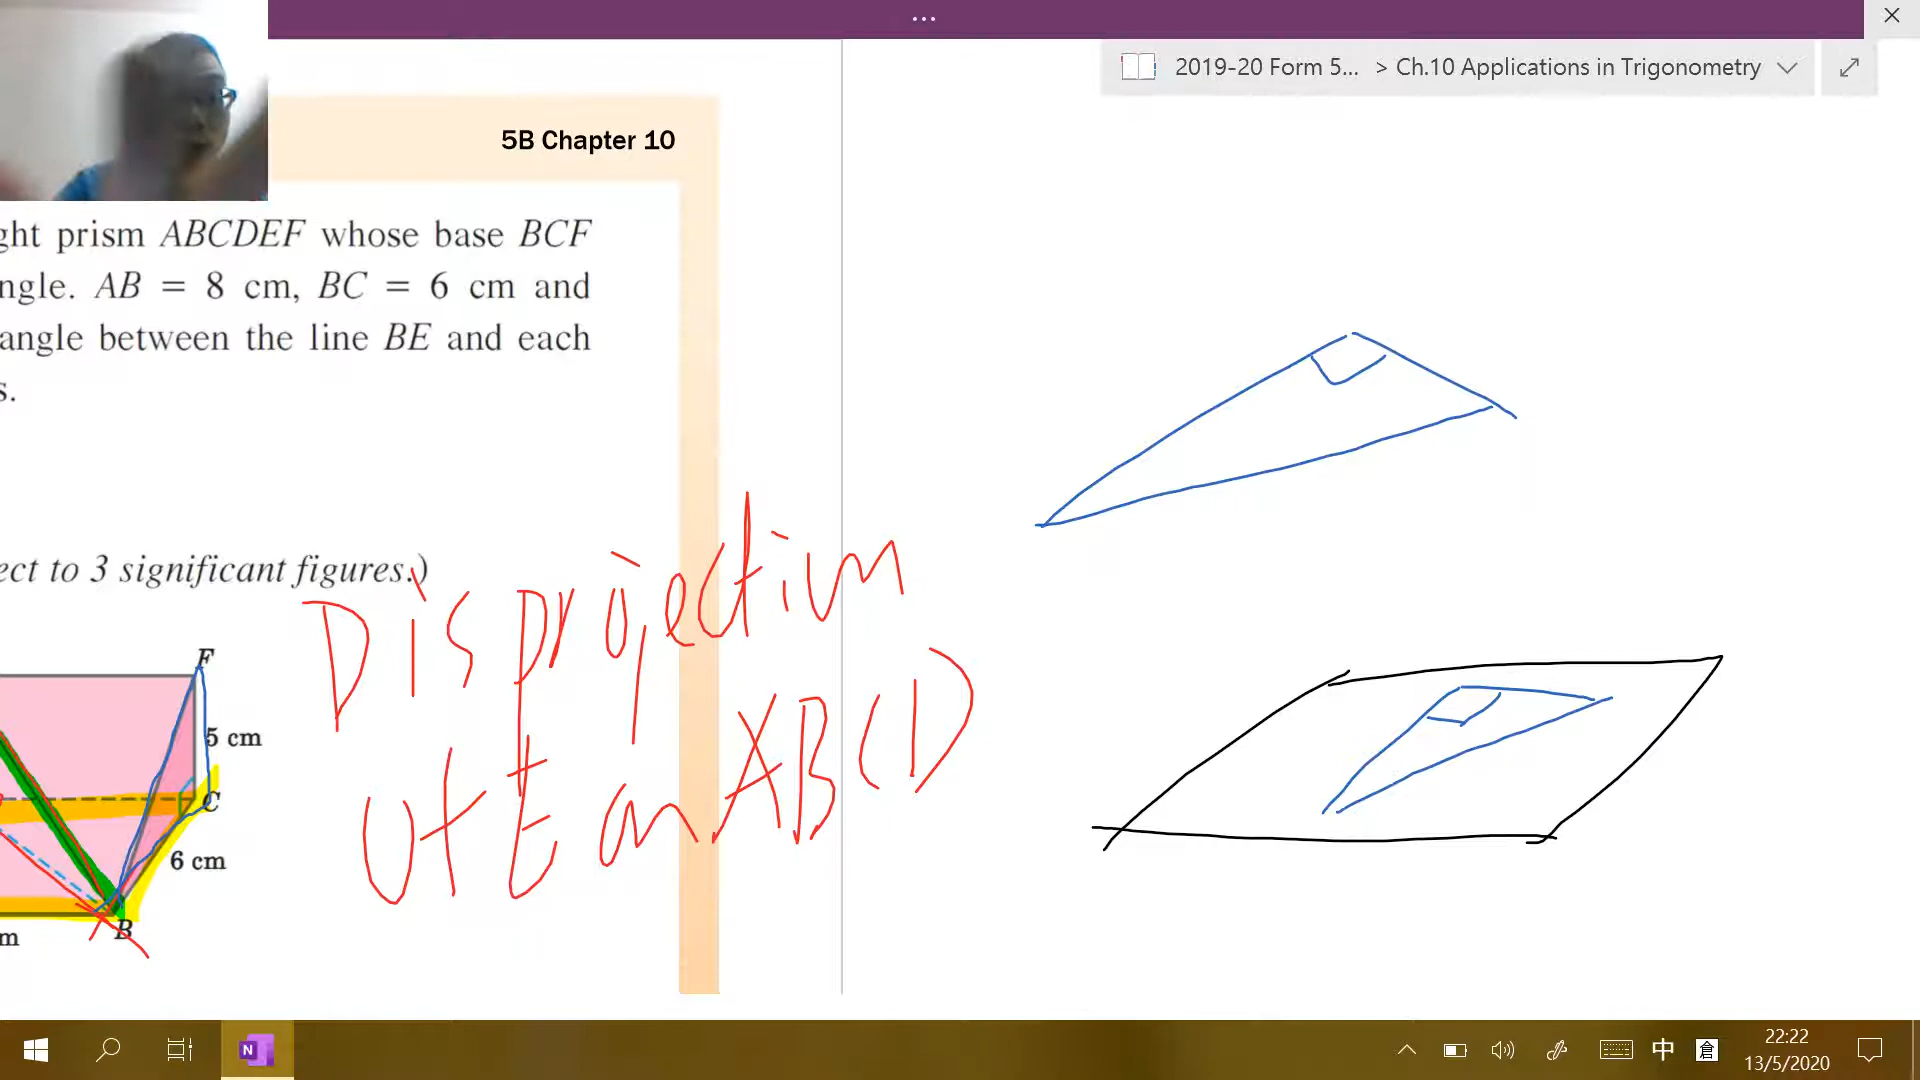 ...
2019-20 Form 5... > Ch.10 Applications in Trigonometry
5B Chapter 10
ght prism ABCDEF whose base BCF
ngle. AB = 8 cm, BC = 6 cm and
angle between the line BE and each
s.
ect to 3 significant figures.)
D is projection
of E on ABCD
F
5 cm
C
6 cm
B
m
N
中
倉
22:22
13/5/2020